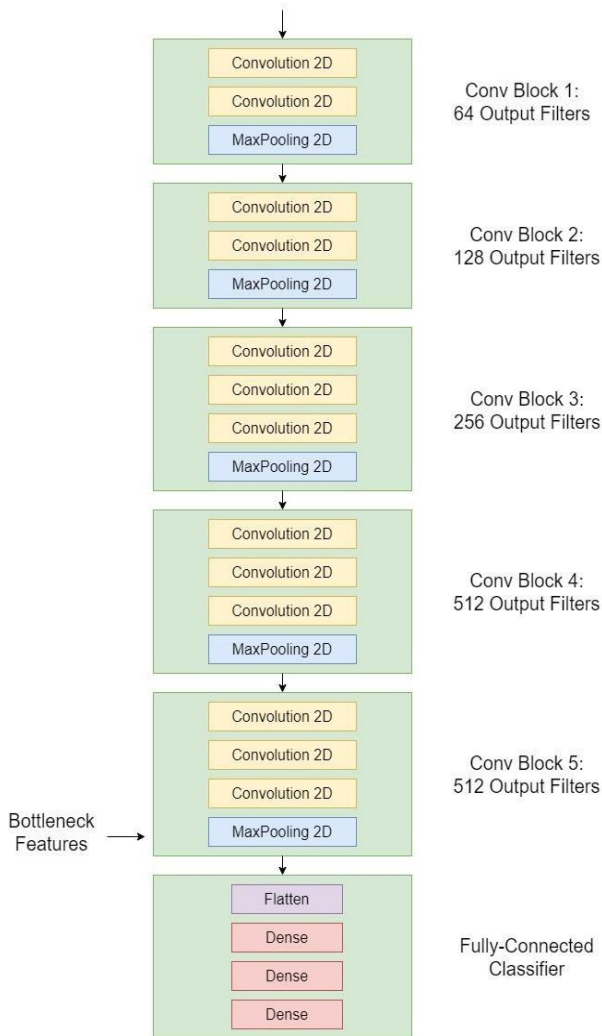 Convolution 2D
Convolution 2D
MaxPooling 2D
Conv Block 1:
64 Output Filters
Convolution 2D
Convolution 2D
MaxPooling 2D
Conv Block 2:
128 Output Filters
Convolution 2D
Convolution 2D
Convolution 2D
MaxPooling 2D
Conv Block 3:
256 Output Filters
Convolution 2D
Convolution 2D
Convolution 2D
MaxPooling 2D
Conv Block 4:
512 Output Filters
Convolution 2D
Convolution 2D
Convolution 2D
MaxPooling 2D
Conv Block 5:
512 Output Filters
Bottleneck
Features
Flatten
Dense
Dense
Dense
Fully-Connected
Classifier